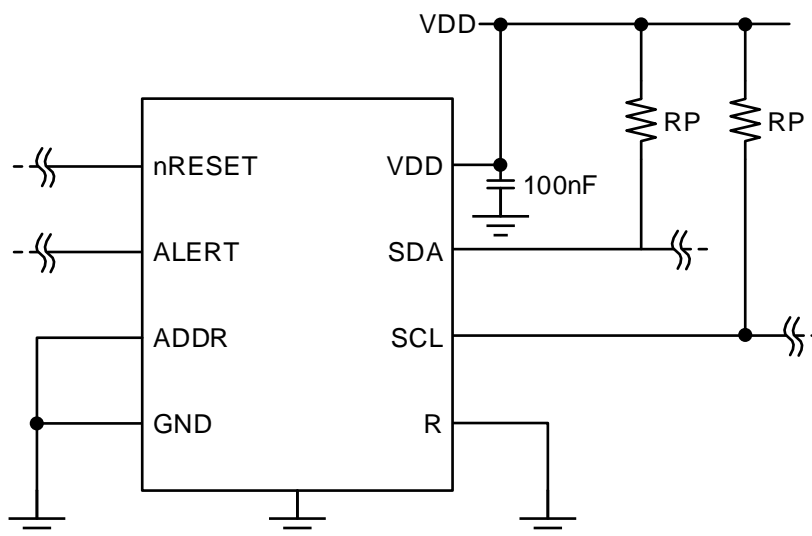 VDD
RP RP
nRESET VDD
100nF
ALERT SDA
ADDR SCL
GND R